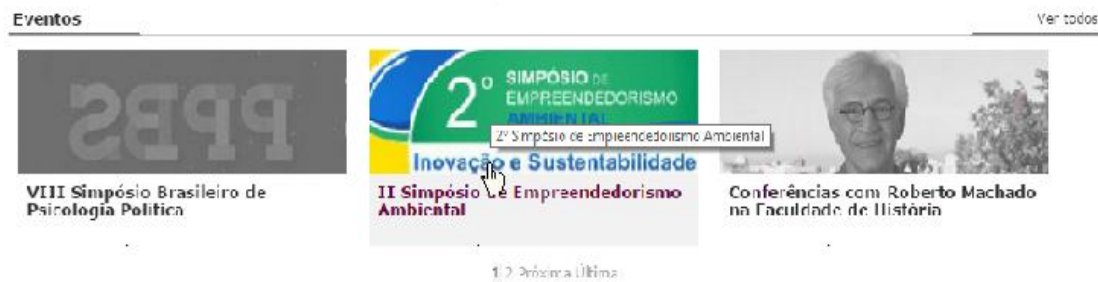 Eventos
Ver todos
PPBS
2° SIMPÓSIO DE
EMPREENDEDORISMO
AMBIENTAL
2º Simpósio de Empreendedorismo Ambiental
Inovação e Sustentabilidade
VIII Simpósio Brasileiro de
Psicologia Política
II Simpósio de Empreendedorismo
Ambiental
Conferências com Roberto Machado
na Faculdade de História
1 2 Próxima Última